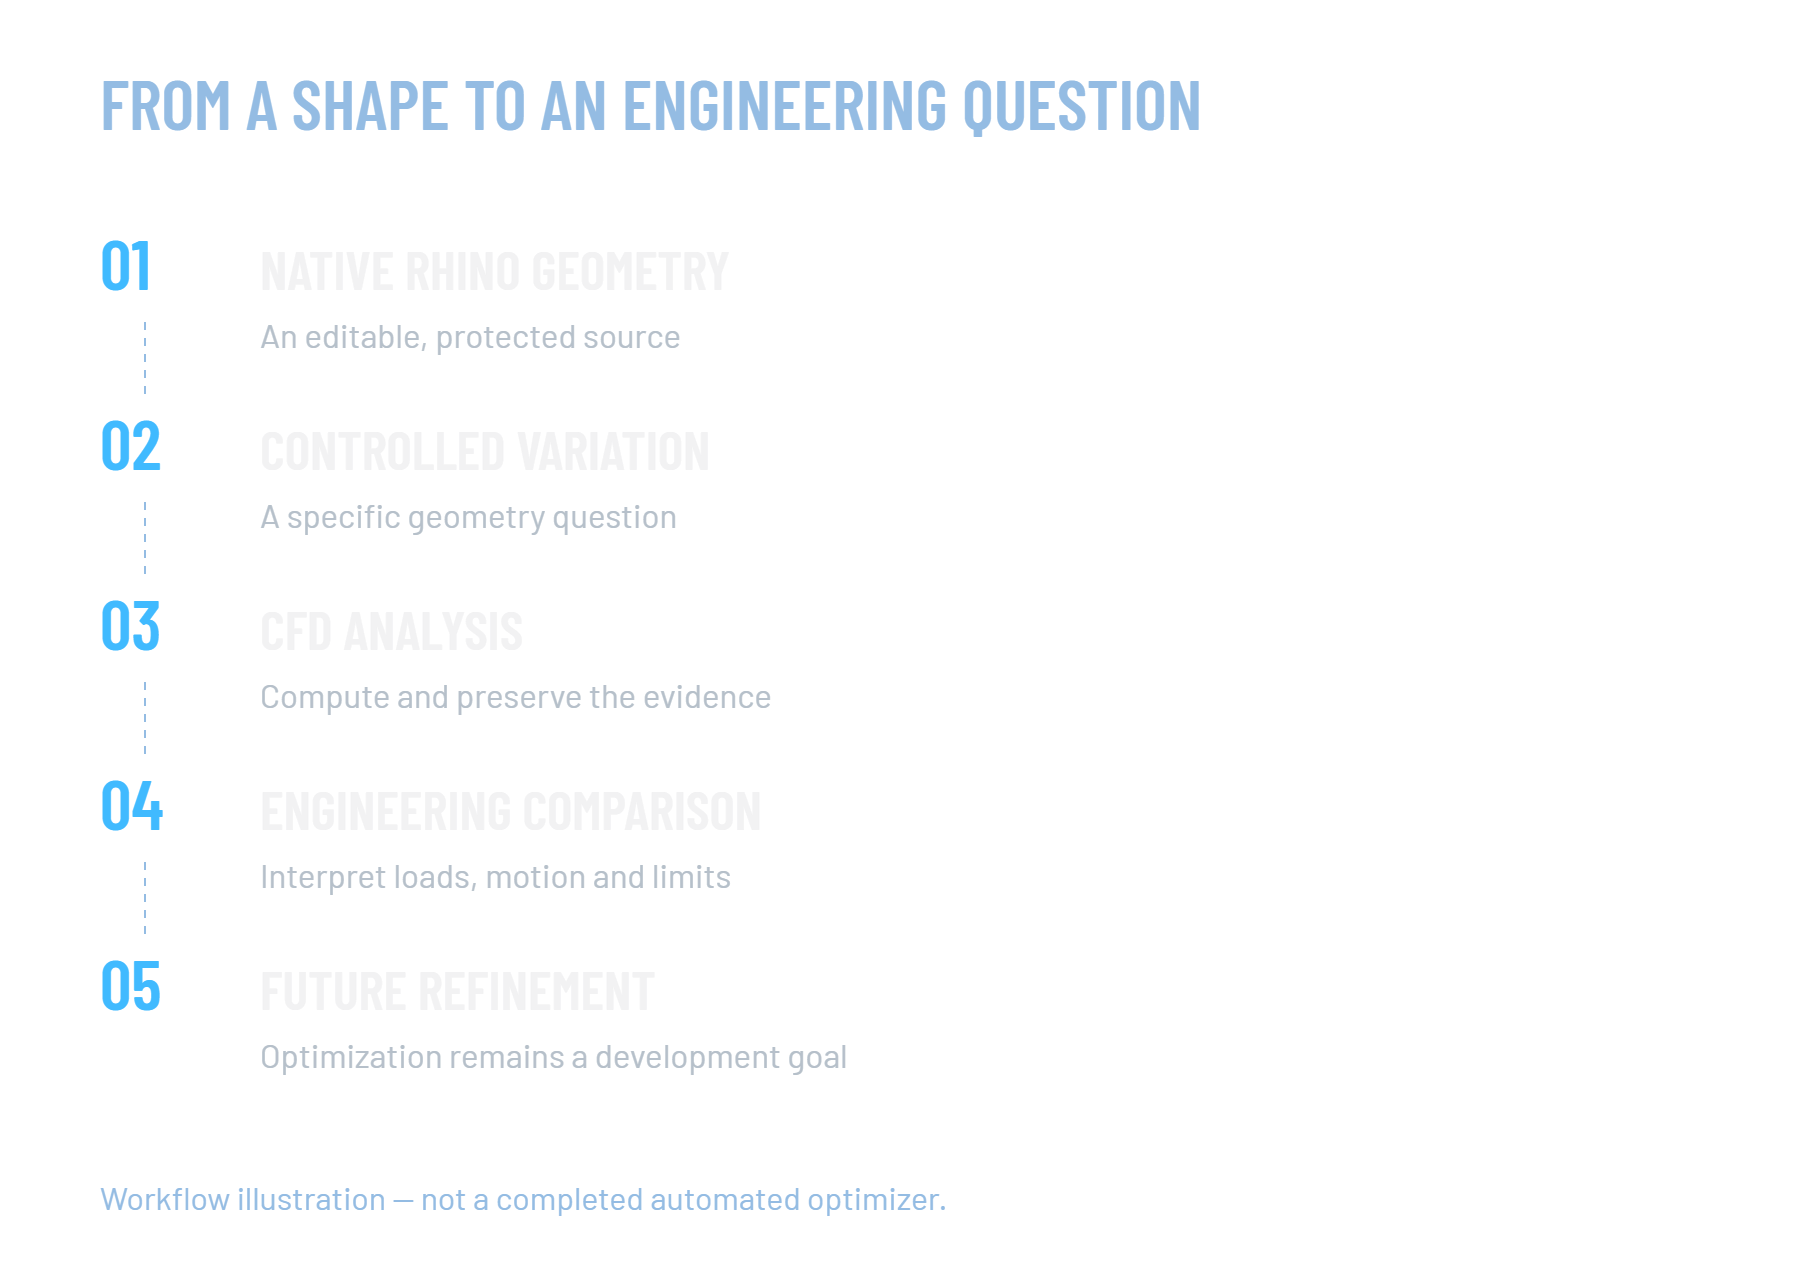 FROM A SHAPE TO AN ENGINEERING QUESTION
01
NATIVE RHINO GEOMETRY
An editable, protected source
02
CONTROLLED VARIATION
A specific geometry question
03
CFD ANALYSIS
Compute and preserve the evidence
04
ENGINEERING COMPARISON
Interpret loads, motion and limits
05
FUTURE REFINEMENT
Optimization remains a development goal
Workflow illustration — not a completed automated optimizer.